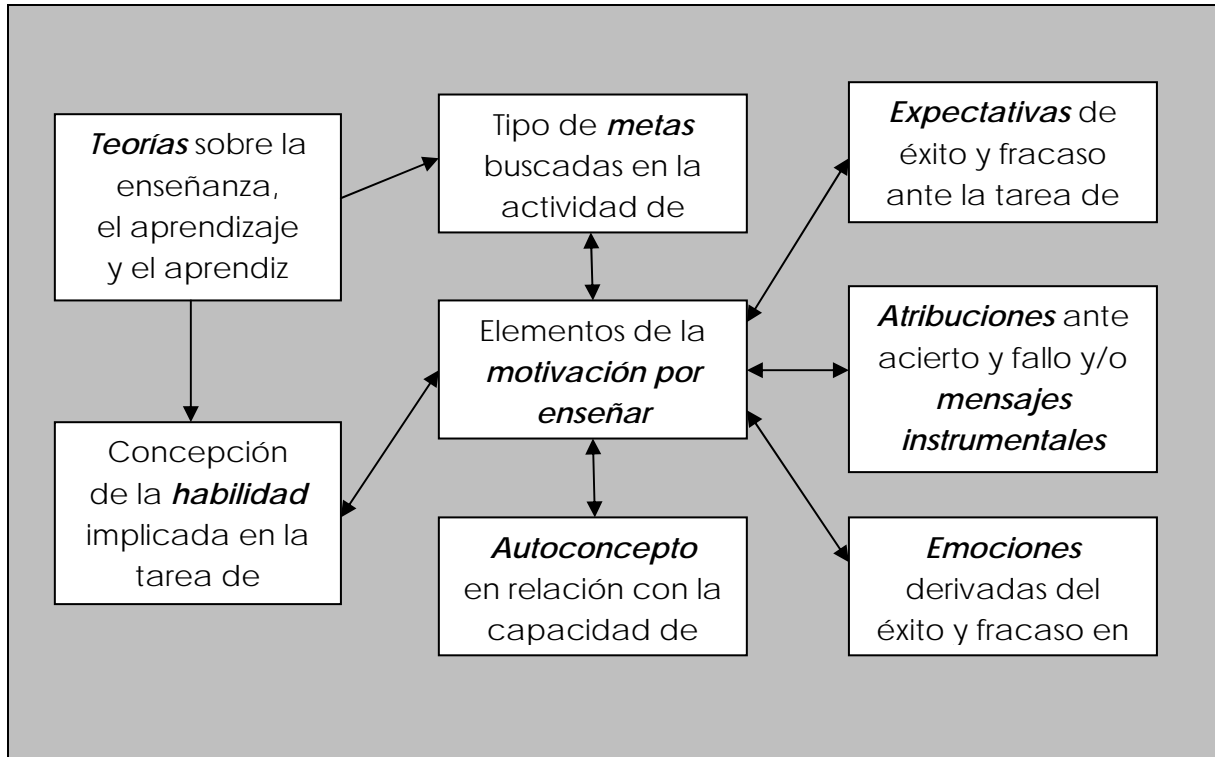 Teorías sobre la
enseñanza,
el aprendizaje
y el aprendiz
Concepción
de la habilidad
implicada en la
tarea de
Tipo de metas
buscadas en la
actividad de
Elementos de la
motivación por
enseñar
Autoconcepto
en relación con la
capacidad de
Expectativas de
éxito y fracaso
ante la tarea de
Atribuciones ante
acierto y fallo y/o
mensajes
instrumentales
Emociones
derivadas del
éxito y fracaso en